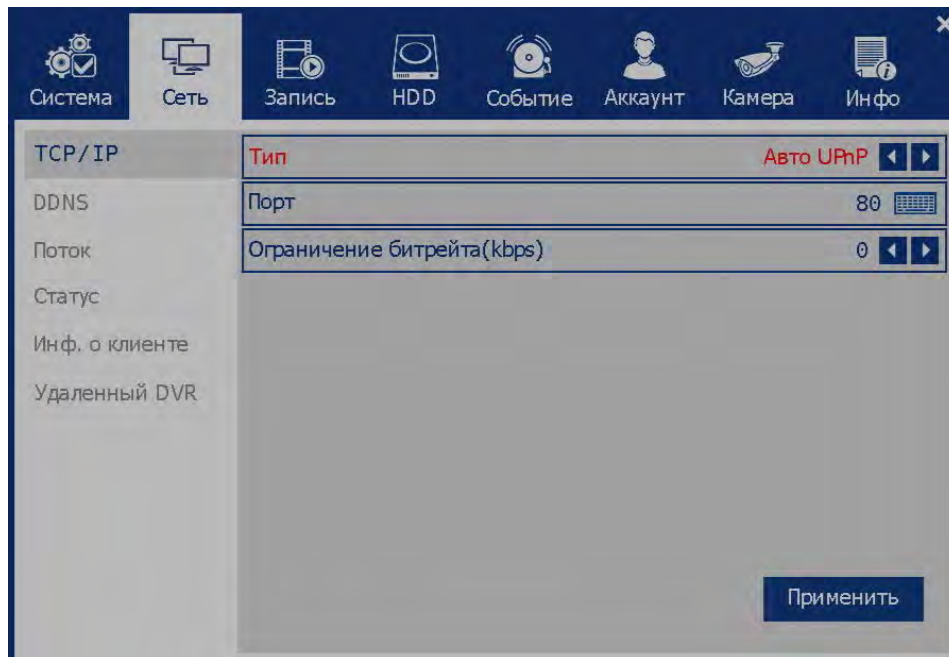 Система Сеть Запись HDD Событие Аккаунт Камера Инфо
TCP/IP
DDNS
Поток
Статус
Инф. о клиенте
Удаленный DVR
Тип Авто UPnP
Порт 80
Ограничение битрейта(kbps) 0
Применить